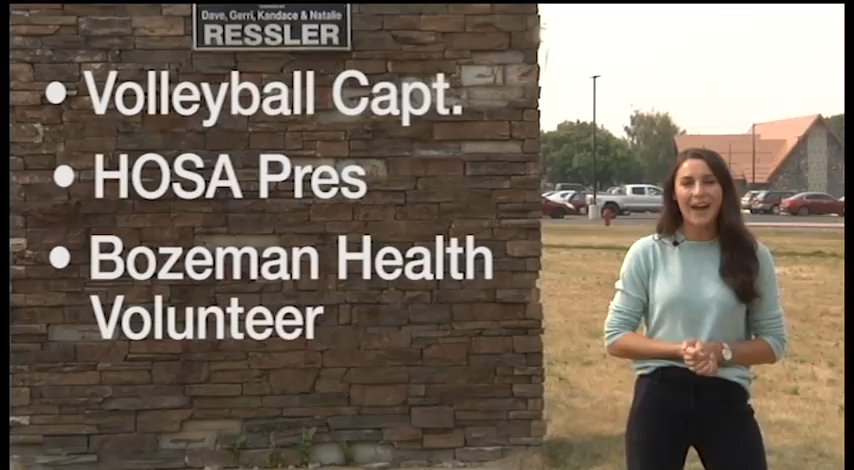 Dave, Gerri, Kandace & Natalie
RESSLER
• Volleyball Capt.
• HOSA Pres
• Bozeman Health
Volunteer